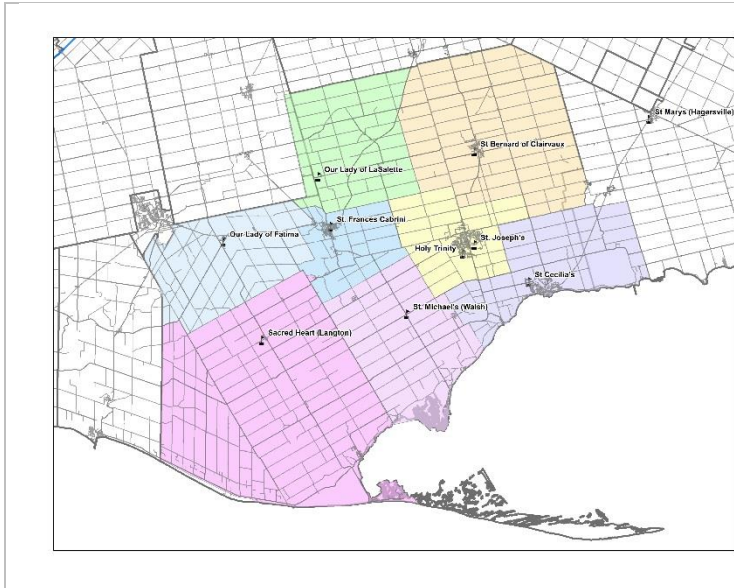 St Marys (Hagersville)
St Bernard of Clairvaux
Our Lady of LaSalette
St. Frances Cabrini
Our Lady of Fatima
St. Joseph's
Holy Trinity
St Cecilia's
St. Michael's (Walsh)
Sacred Heart (Langton)